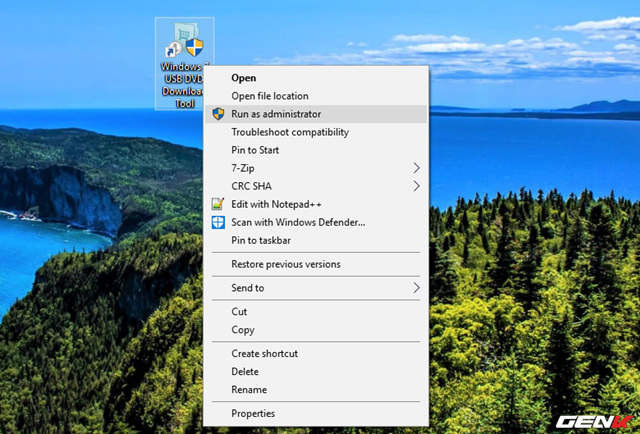 Windows 7
USB DVD
Download
Tool
Open
Open file location
Run as administrator
Troubleshoot compatibility
Pin to Start
7-Zip
CRC SHA
Edit with Notepad++
Scan with Windows Defender...
Pin to taskbar
Restore previous versions
Send to
Cut
Copy
Create shortcut
Delete
Rename
Properties
GENK